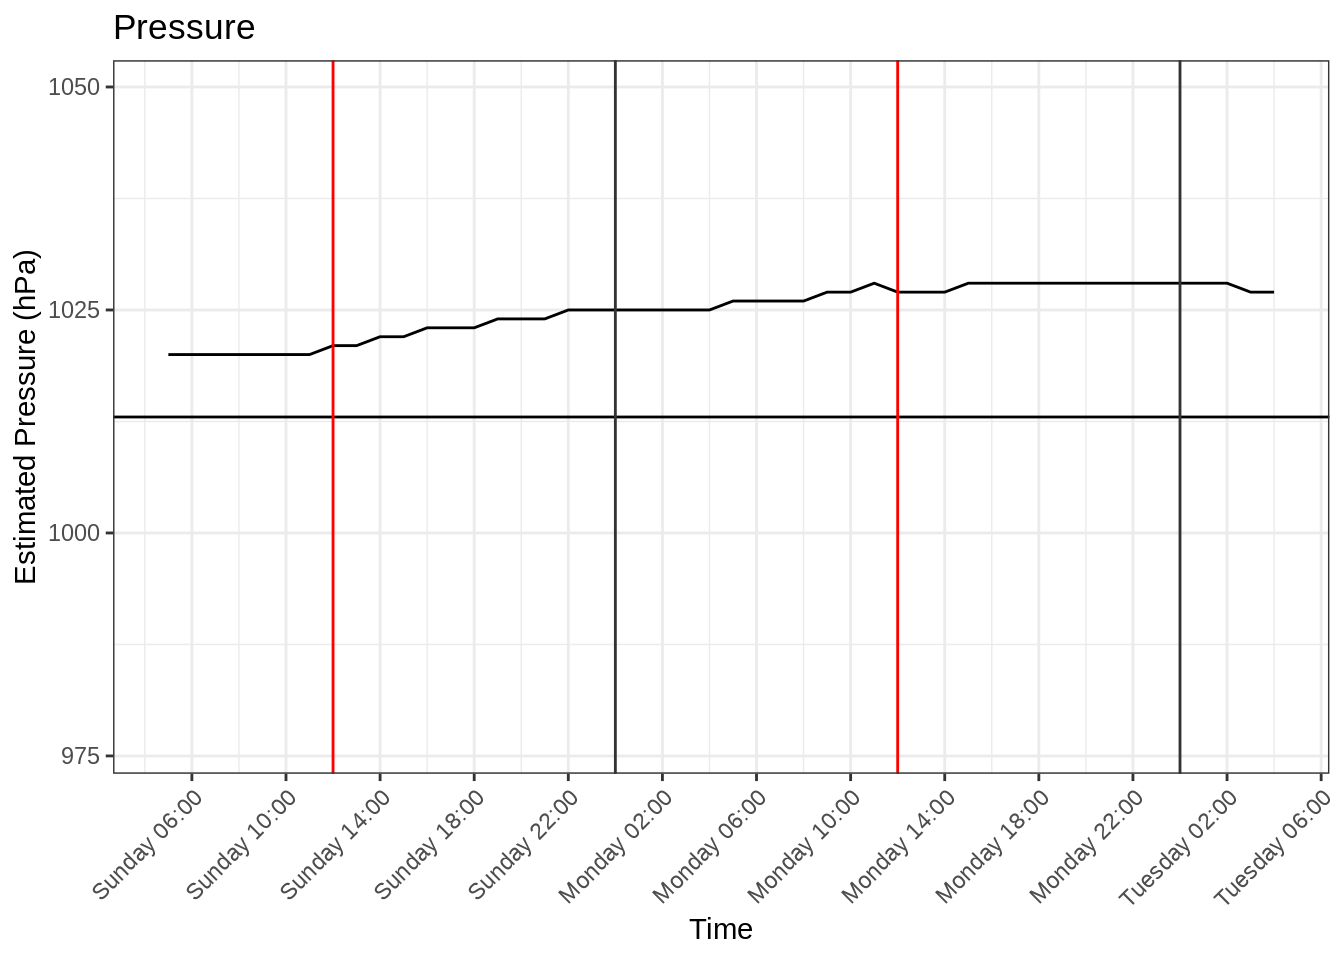 Pressure
Estimated Pressure (hPa)
1050
1025
1000
975
Sunday 06:00
Sunday 10:00
Sunday 14:00
Sunday 18:00
Sunday 22:00
Monday 02:00
Monday 06:00
Monday 10:00
Monday 14:00
Monday 18:00
Monday 22:00
Tuesday 02:00
Tuesday 06:00
Time